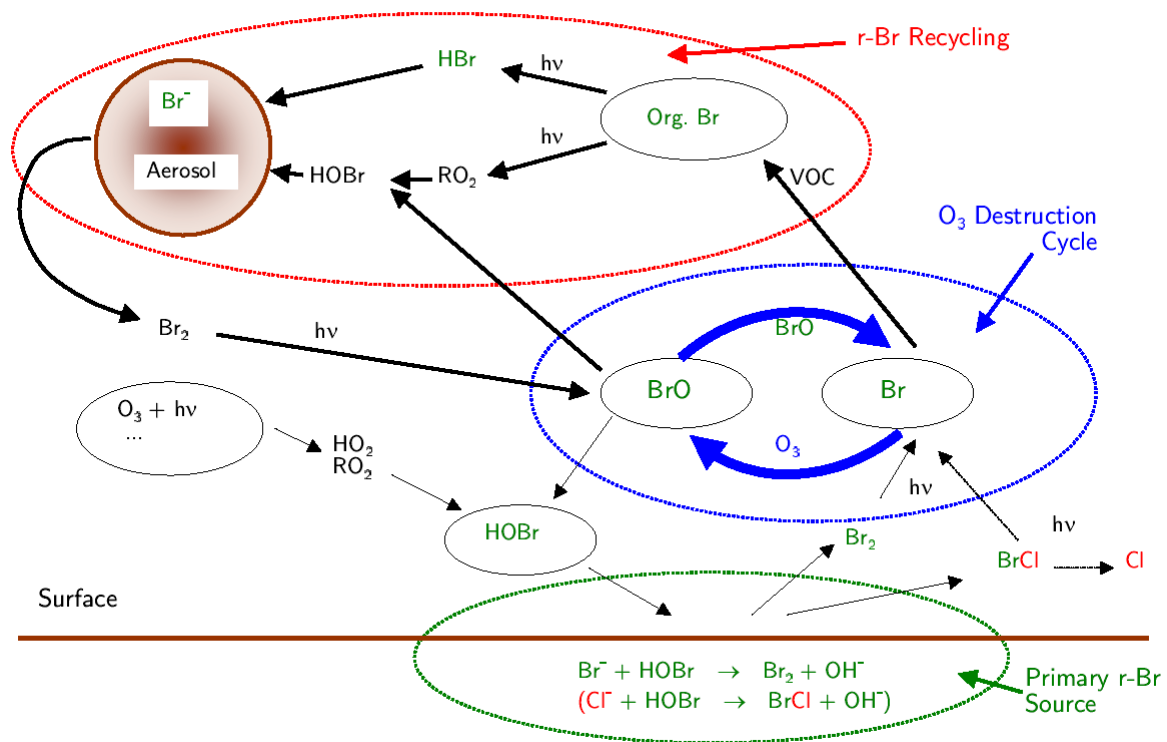 r-Br Recycling
HBr
hν
Br⁻
Org. Br
hν
Aerosol
HOBr
RO₂
VOC
O₃ Destruction
Cycle
Br₂
hν
BrO
BrO
Br
O₃ + hν
...
HO₂
RO₂
O₃
hν
HOBr
Br₂
hν
BrCl
Cl
Surface
Br⁻ + HOBr → Br₂ + OH⁻
(Cl⁻ + HOBr → BrCl + OH⁻)
Primary r-Br
Source